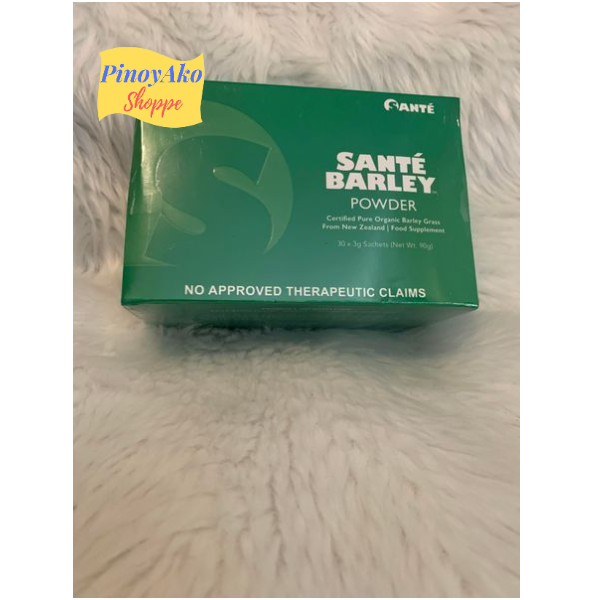 PinoyAko
Shoppe
SANTÉ
SANTÉ
BARLEY™
POWDER
Certified Pure Organic Barley Grass
From New Zealand | Food Supplement
30 x 3g Sachets (Net Wt. 90g)
NO APPROVED THERAPEUTIC CLAIMS